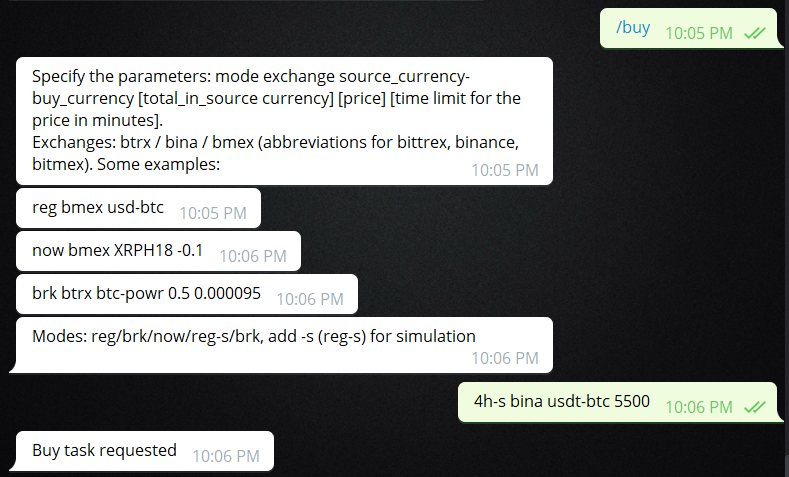 /buy 10:05 PM
Specify the parameters: mode exchange source_currency-
buy_currency [total_in_source currency] [price] [time limit for the
price in minutes].
Exchanges: btrx / bina / bmex (abbreviations for bittrex, binance,
bitmex). Some examples: 10:05 PM
reg bmex usd-btc 10:05 PM
now bmex XRPH18 -0.1 10:06 PM
brk btrx btc-powr 0.5 0.000095 10:06 PM
Modes: reg/brk/now/reg-s/brk, add -s (reg-s) for simulation
10:06 PM
4h-s bina usdt-btc 5500 10:06 PM
Buy task requested 10:06 PM